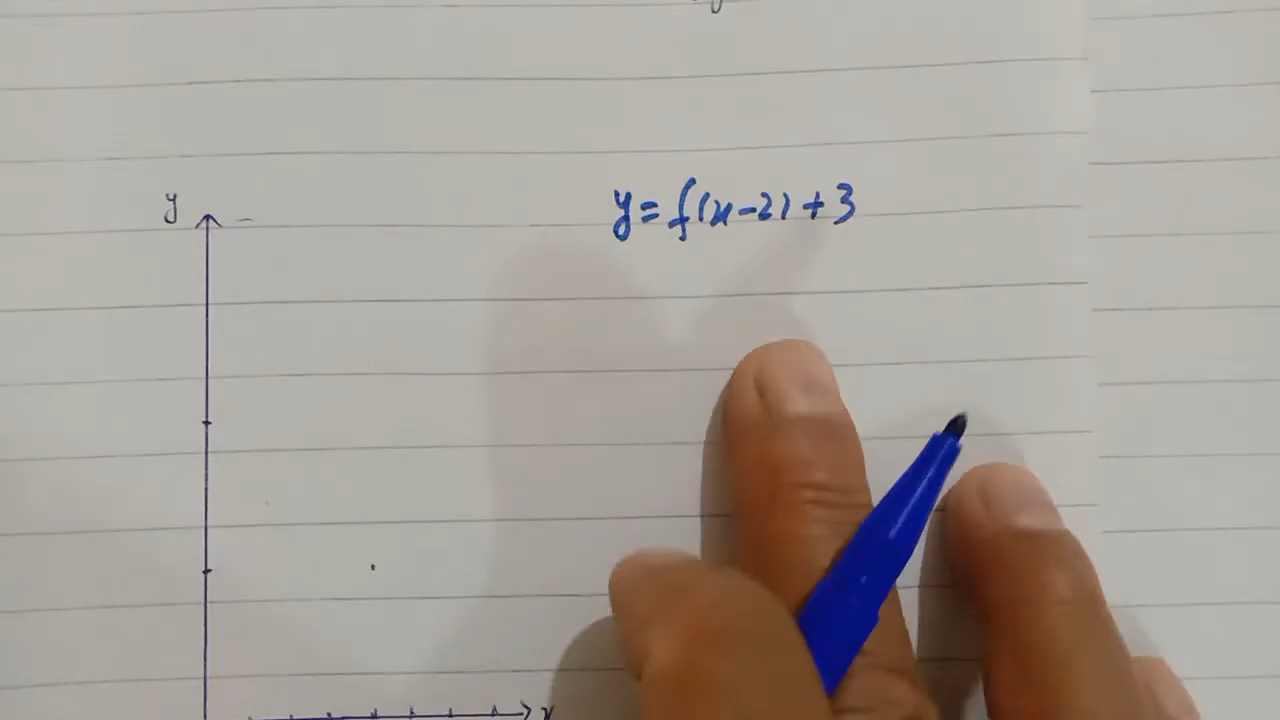 y
y = f(x-2) + 3
x